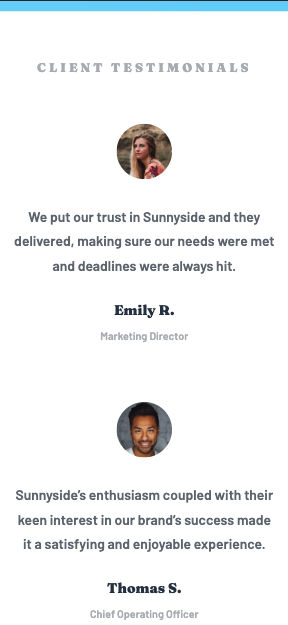 CLIENT TESTIMONIALS
We put our trust in Sunnyside and they
delivered, making sure our needs were met
and deadlines were always hit.
Emily R.
Marketing Director
Sunnyside’s enthusiasm coupled with their
keen interest in our brand’s success made
it a satisfying and enjoyable experience.
Thomas S.
Chief Operating Officer